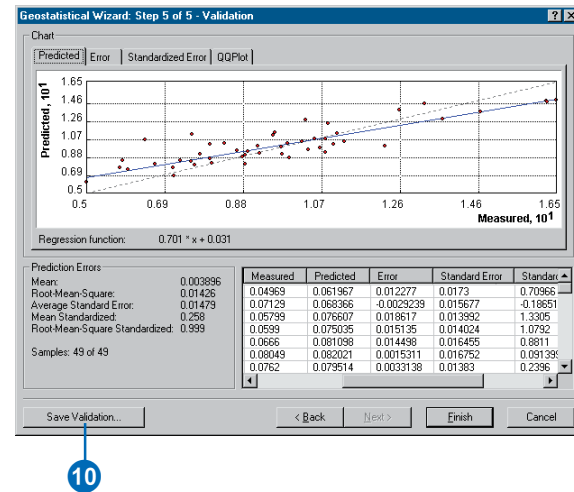 Geostatistical Wizard: Step 5 of 5 - Validation
Chart
Predicted Error Standardized Error QQPlot
Predicted, 10¹
1.65
1.46
1.26
1.07
0.88
0.69
0.5
0.5 0.69 0.88 1.07 1.26 1.46 1.65
Measured, 10¹
Regression function: 0.701 * x + 0.031
Prediction Errors
Mean: 0.003896
Root-Mean-Square: 0.01426
Average Standard Error: 0.01479
Mean Standardized: 0.258
Root-Mean-Square Standardized: 0.999
Samples: 49 of 49
Measured Predicted Error Standard Error Standarc
0.04969 0.061967 0.012277 0.0173 0.70966
0.07129 0.068366 -0.0029239 0.015677 -0.18651
0.05799 0.076607 0.018617 0.013992 1.3305
0.0599 0.075035 0.015135 0.014024 1.0792
0.0666 0.081098 0.014498 0.016455 0.8811
0.08049 0.082021 0.0015311 0.016752 0.09139
0.0762 0.079514 0.0033138 0.01383 0.2396
Save Validation... < Back Next > Finish Cancel
10